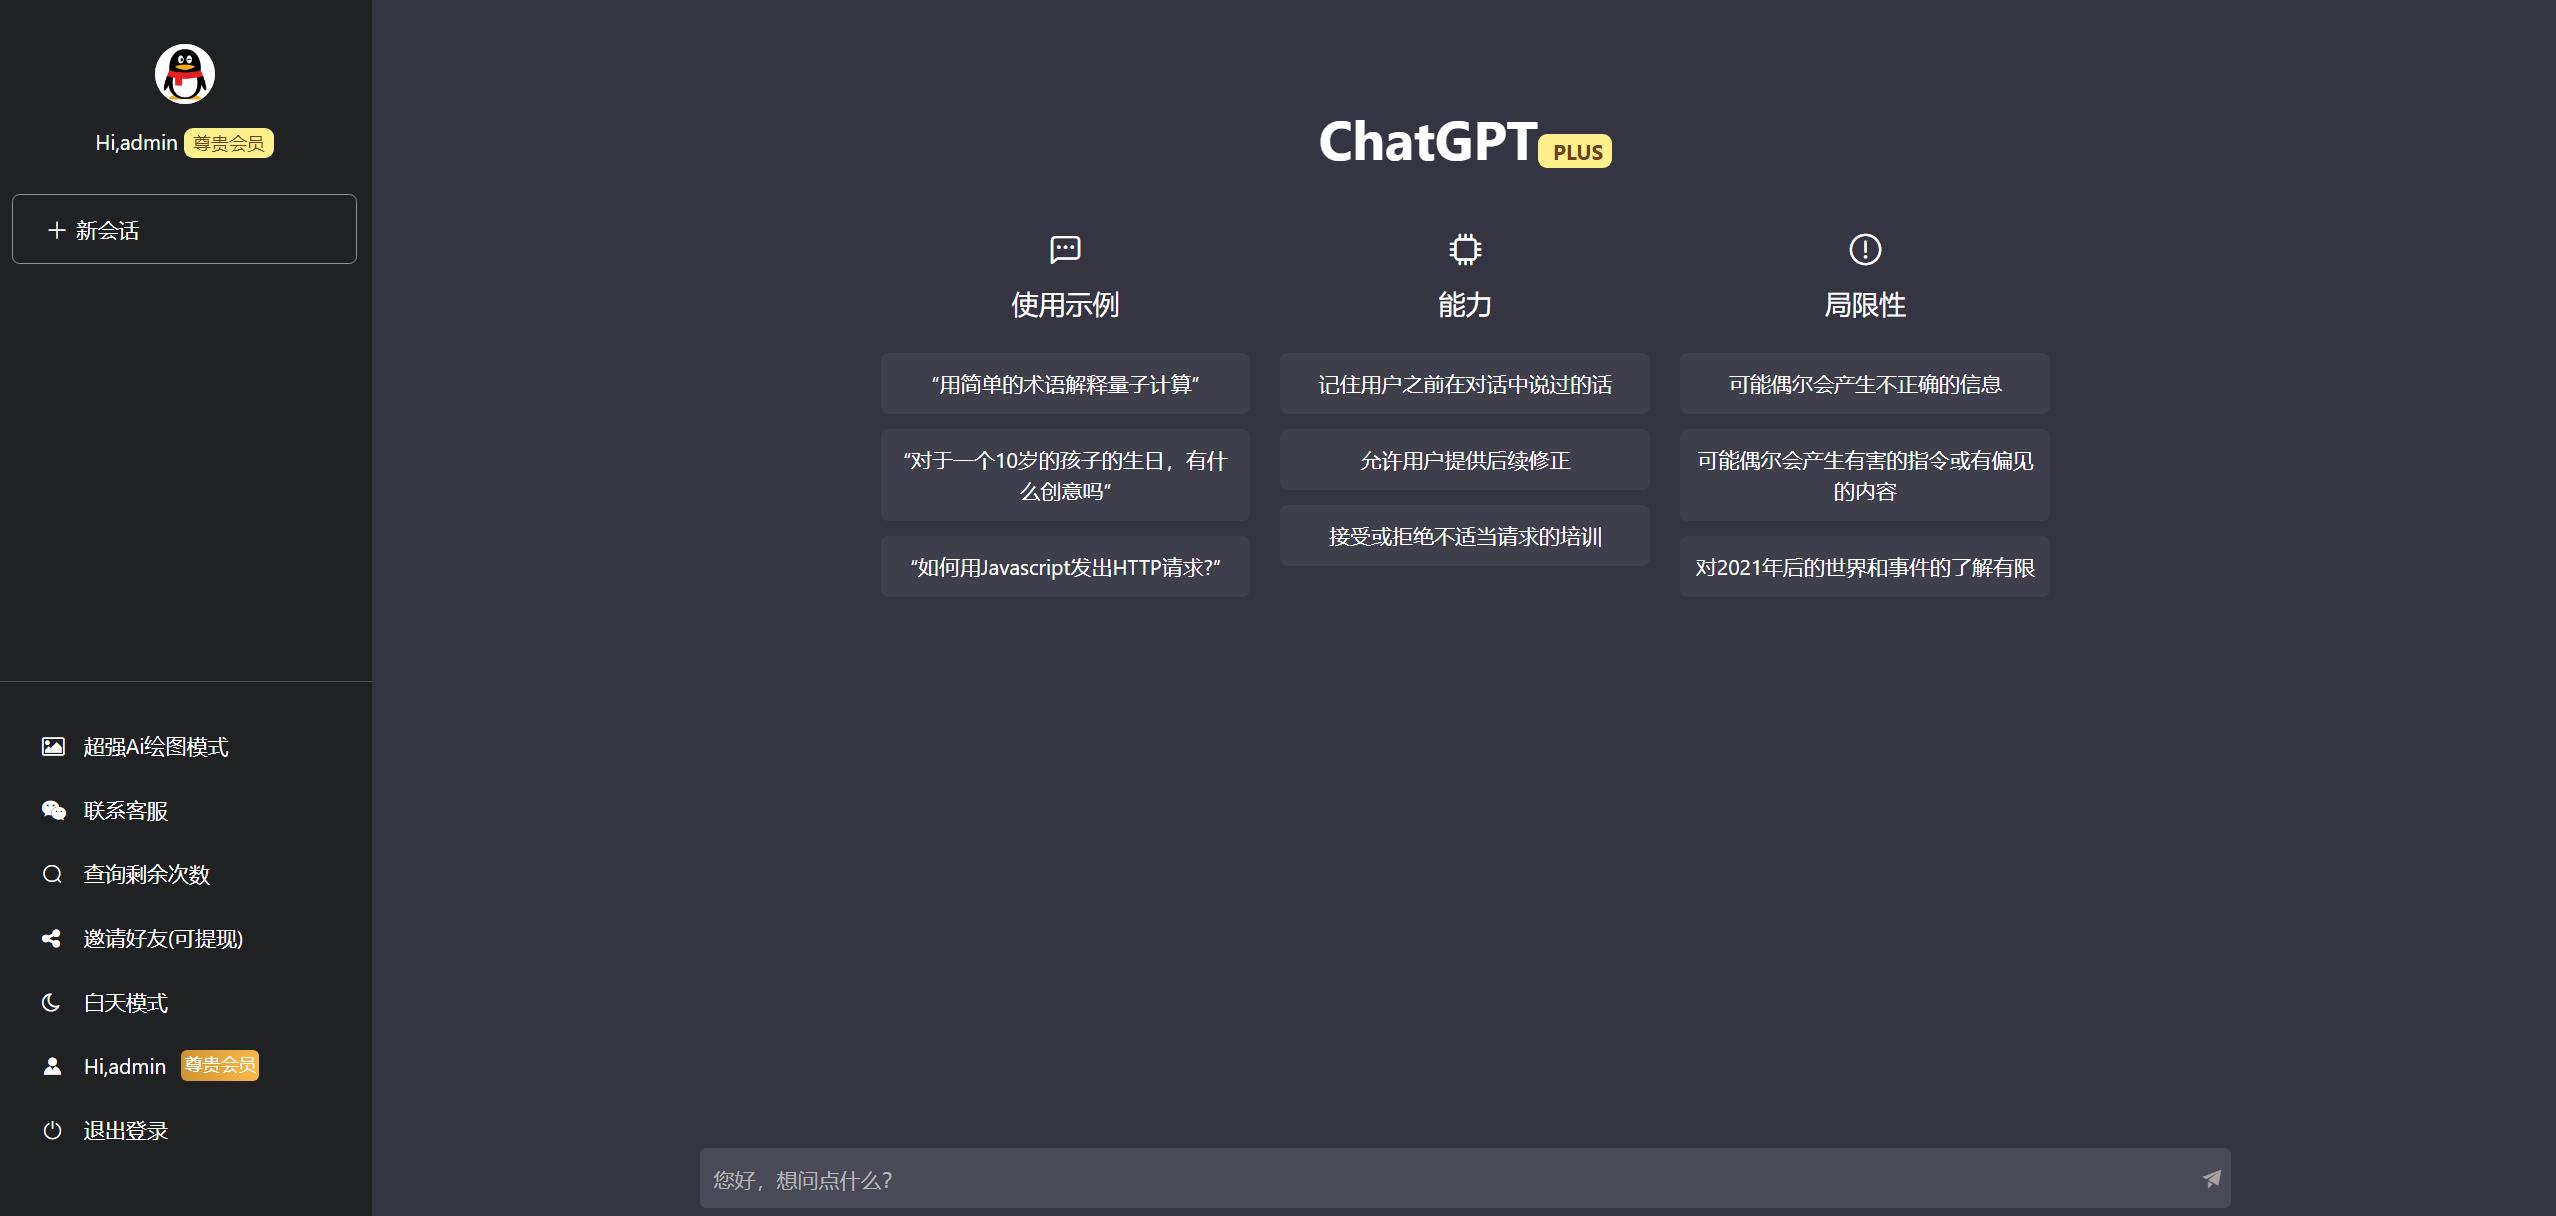 Hi,admin 尊贵会员
新会话
超强Ai绘图模式
联系客服
查询剩余次数
邀请好友(可提现)
白天模式
Hi,admin 尊贵会员
退出登录
ChatGPT PLUS
使用示例
“用简单的术语解释量子计算”
“对于一个10岁的孩子的生日，有什
么创意吗”
“如何用Javascript发出HTTP请求?”
能力
记住用户之前在对话中说过的话
允许用户提供后续修正
接受或拒绝不适当请求的培训
局限性
可能偶尔会产生不正确的信息
可能偶尔会产生有害的指令或有偏见
的内容
对2021年后的世界和事件的了解有限
您好，想问点什么?